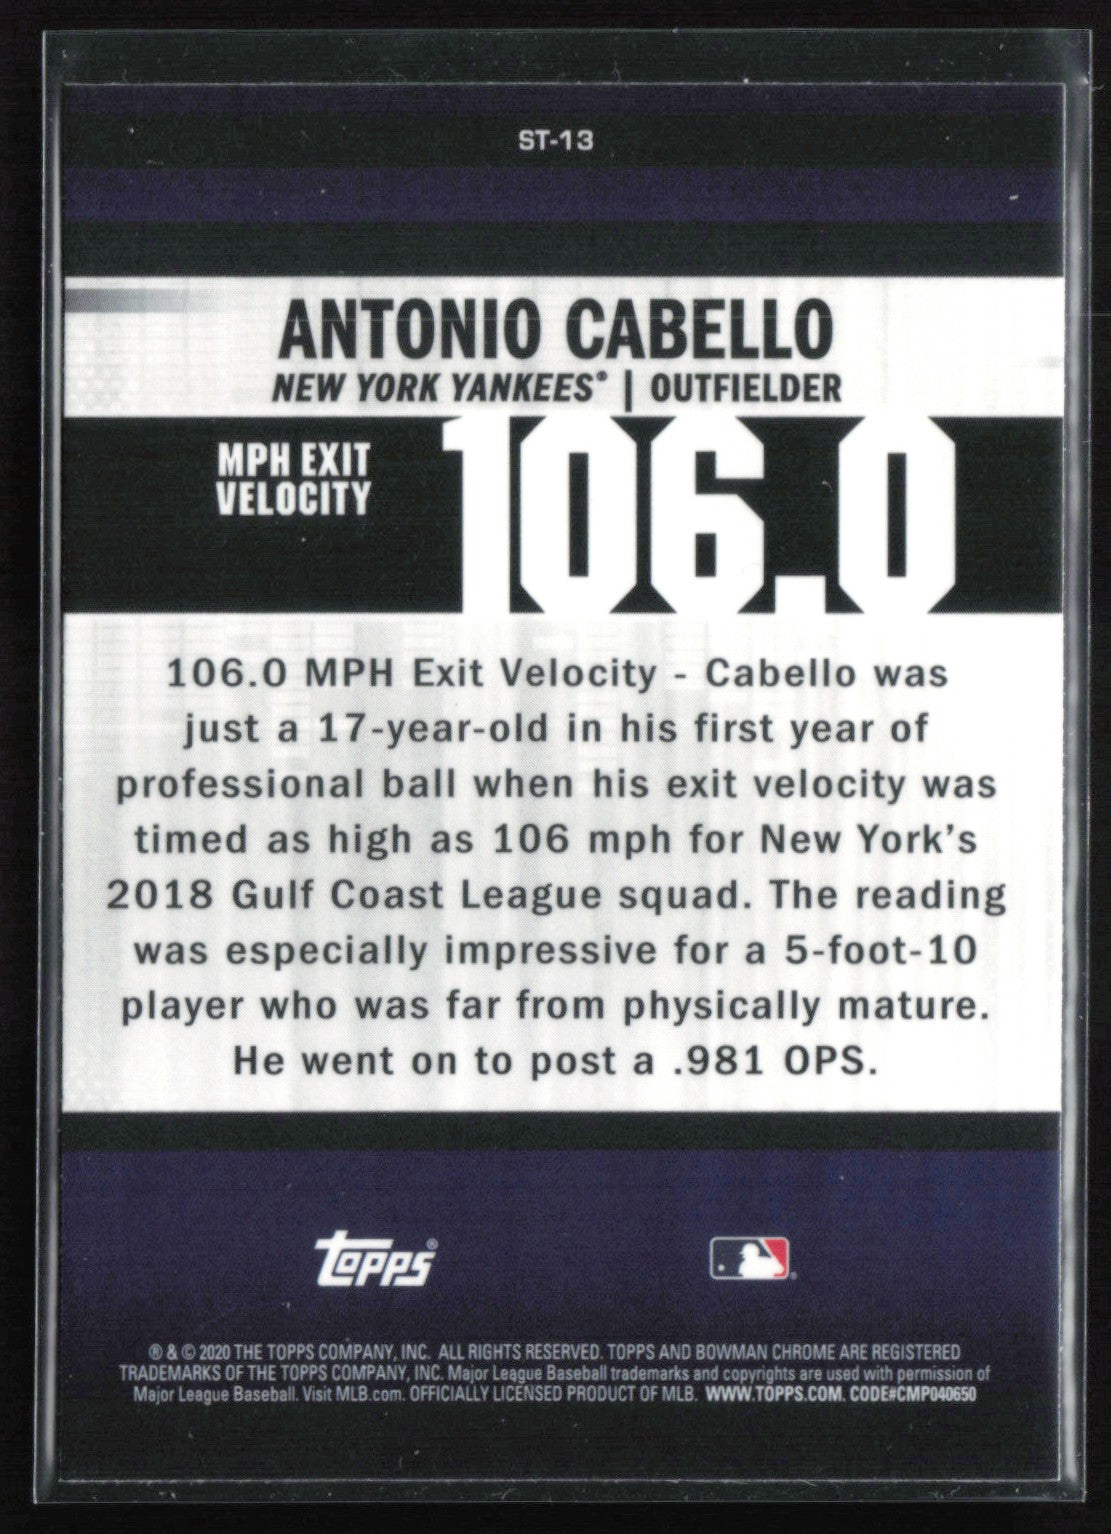 ST-13
ANTONIO CABELLO
NEW YORK YANKEES® | OUTFIELDER
MPH EXIT
VELOCITY
106.0
106.0 MPH Exit Velocity - Cabello was
just a 17-year-old in his first year of
professional ball when his exit velocity was
timed as high as 106 mph for New York's
2018 Gulf Coast League squad. The reading
was especially impressive for a 5-foot-10
player who was far from physically mature.
He went on to post a .981 OPS.
TOPPS®
® & © 2020 THE TOPPS COMPANY, INC. ALL RIGHTS RESERVED. TOPPS AND BOWMAN CHROME ARE REGISTERED
TRADEMARKS OF THE TOPPS COMPANY, INC. Major League Baseball trademarks and copyrights are used with permission of
Major League Baseball. Visit MLB.com. OFFICIALLY LICENSED PRODUCT OF MLB. WWW.TOPPS.COM. CODE#CMP040650